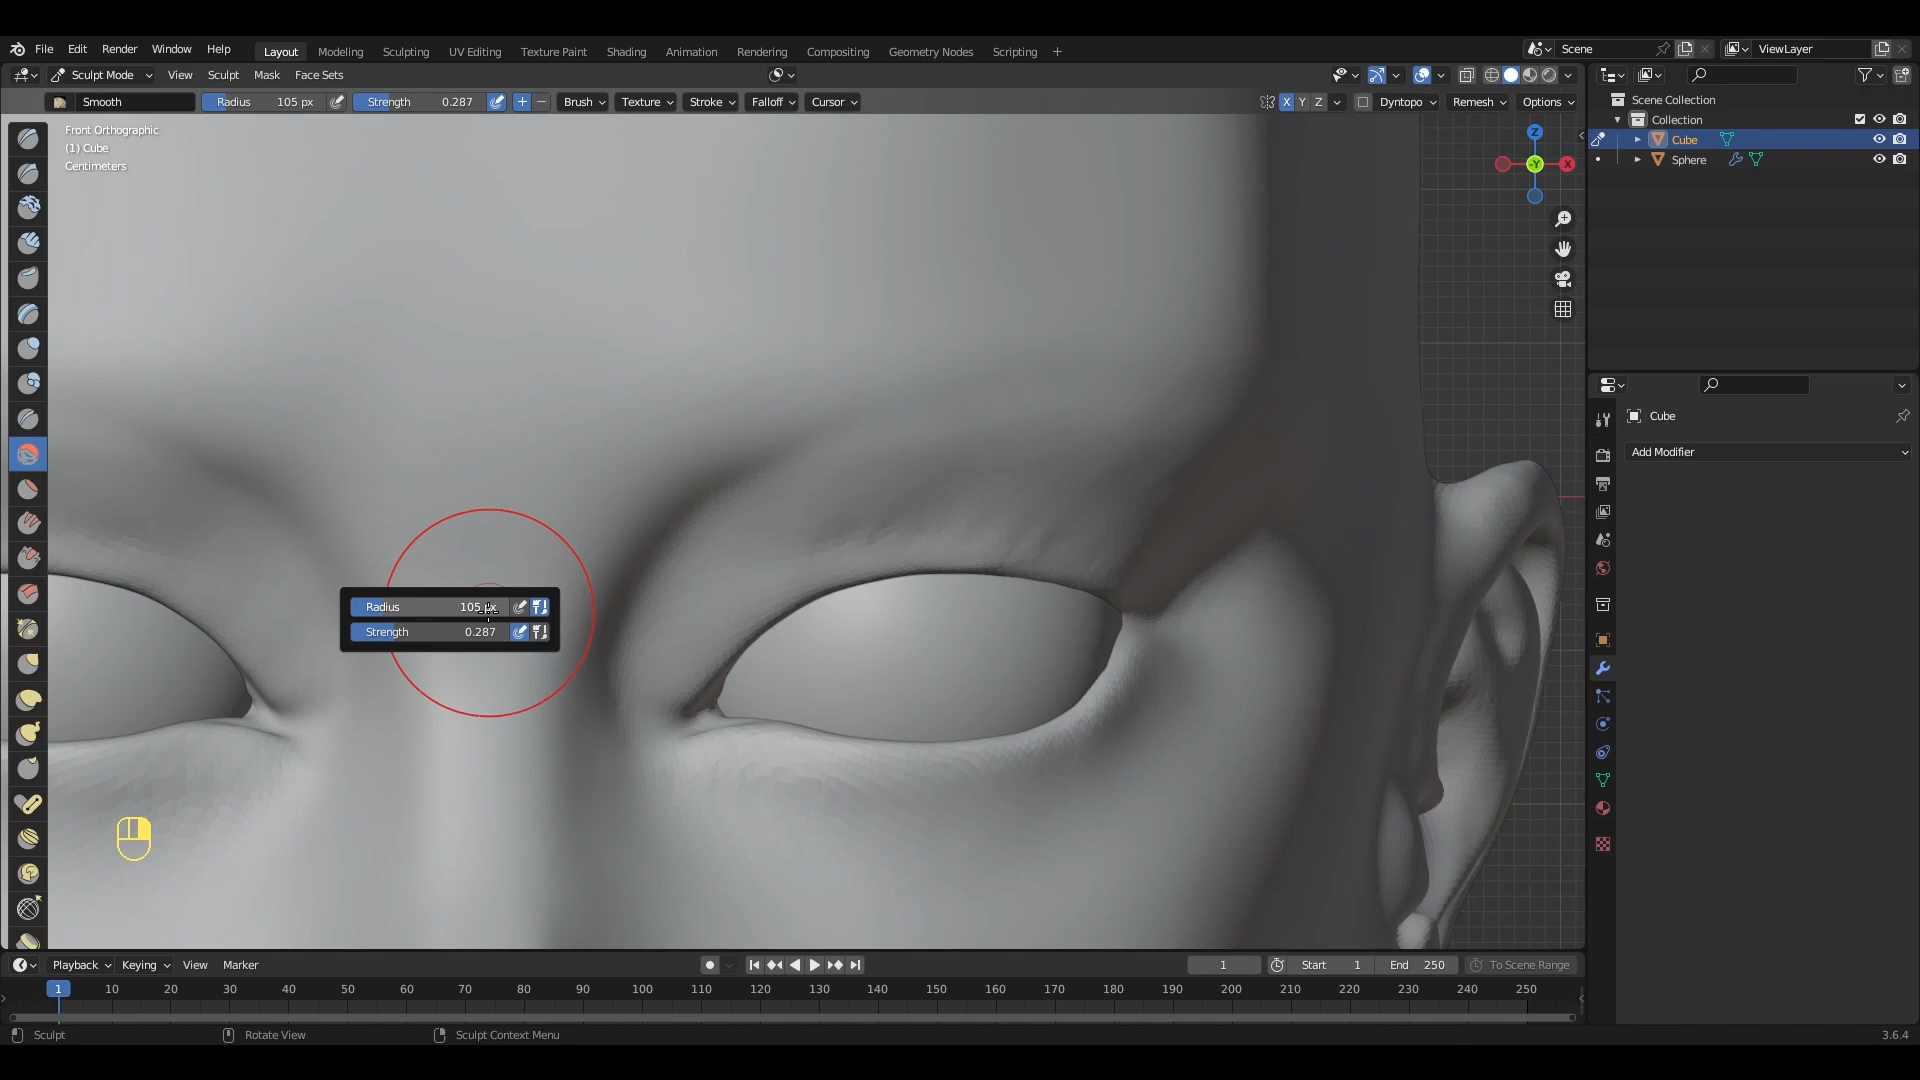 File Edit Render Window Help Layout Modeling Sculpting UV Editing Texture Paint Shading Animation Rendering Compositing Geometry Nodes Scripting + Scene ViewLayer
Sculpt Mode View Sculpt Mask Face Sets
Smooth Radius 105 px Strength 0.287 Brush Texture Stroke Falloff Cursor X Y Z Dyntopo Remesh Options
Scene Collection
Collection
Cube
Sphere
Front Orthographic
(1) Cube
Centimeters
Z
-Y
X
Cube
Add Modifier
Radius 105 px
Strength 0.287
Playback Keying View Marker 1 Start 1 End 250 To Scene Range
1 10 20 30 40 50 60 70 80 90 100 110 120 130 140 150 160 170 180 190 200 210 220 230 240 250
Sculpt Rotate View Sculpt Context Menu 3.6.4